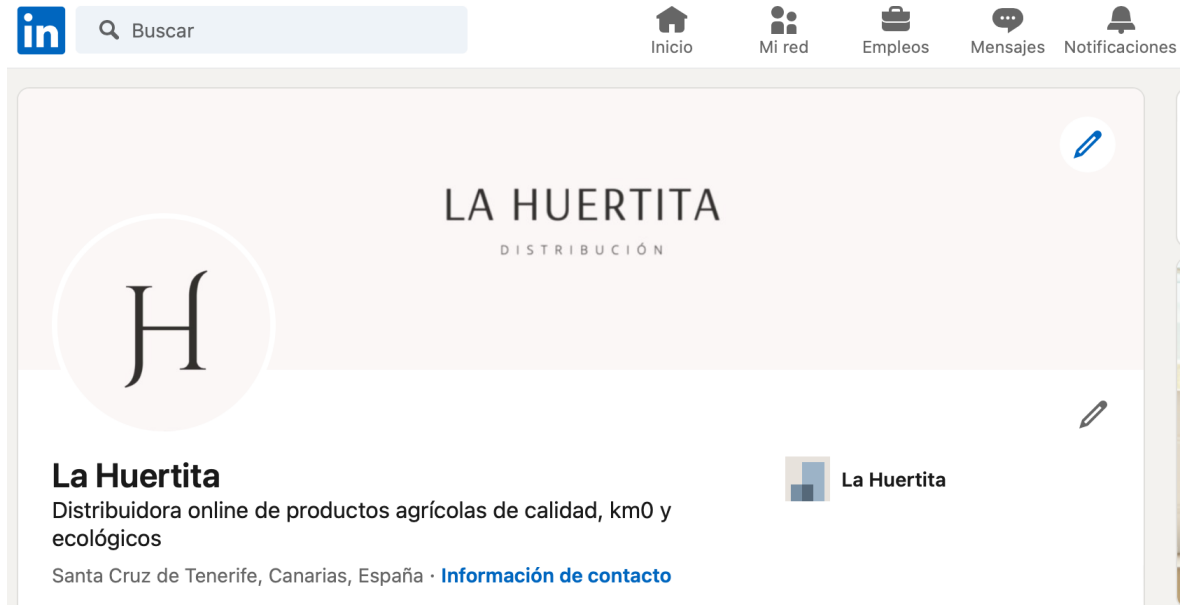 in
Buscar
Inicio
Mi red
Empleos
Mensajes
Notificaciones
LA HUERTITA
DISTRIBUCIÓN
H
La Huertita
Distribuidora online de productos agrícolas de calidad, km0 y
ecológicos
Santa Cruz de Tenerife, Canarias, España · Información de contacto
La Huertita